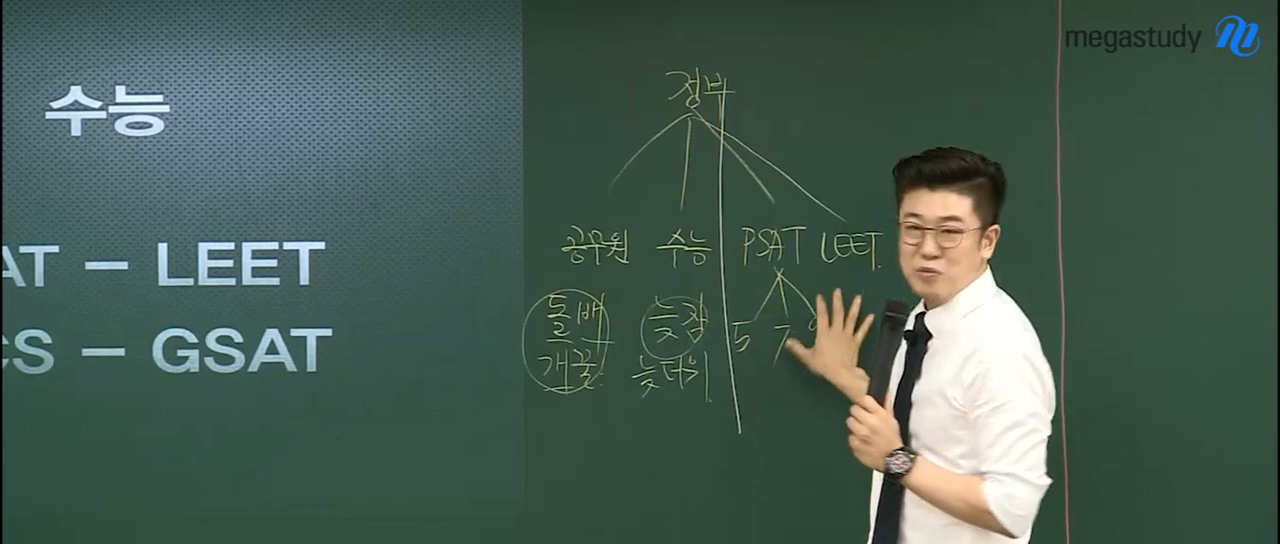 megastudy
수능
AT – LEET
CS – GSAT
정부
공무원 수능 PSAT LEET
돌배 늦잠
개꿀 늦더위
5 7